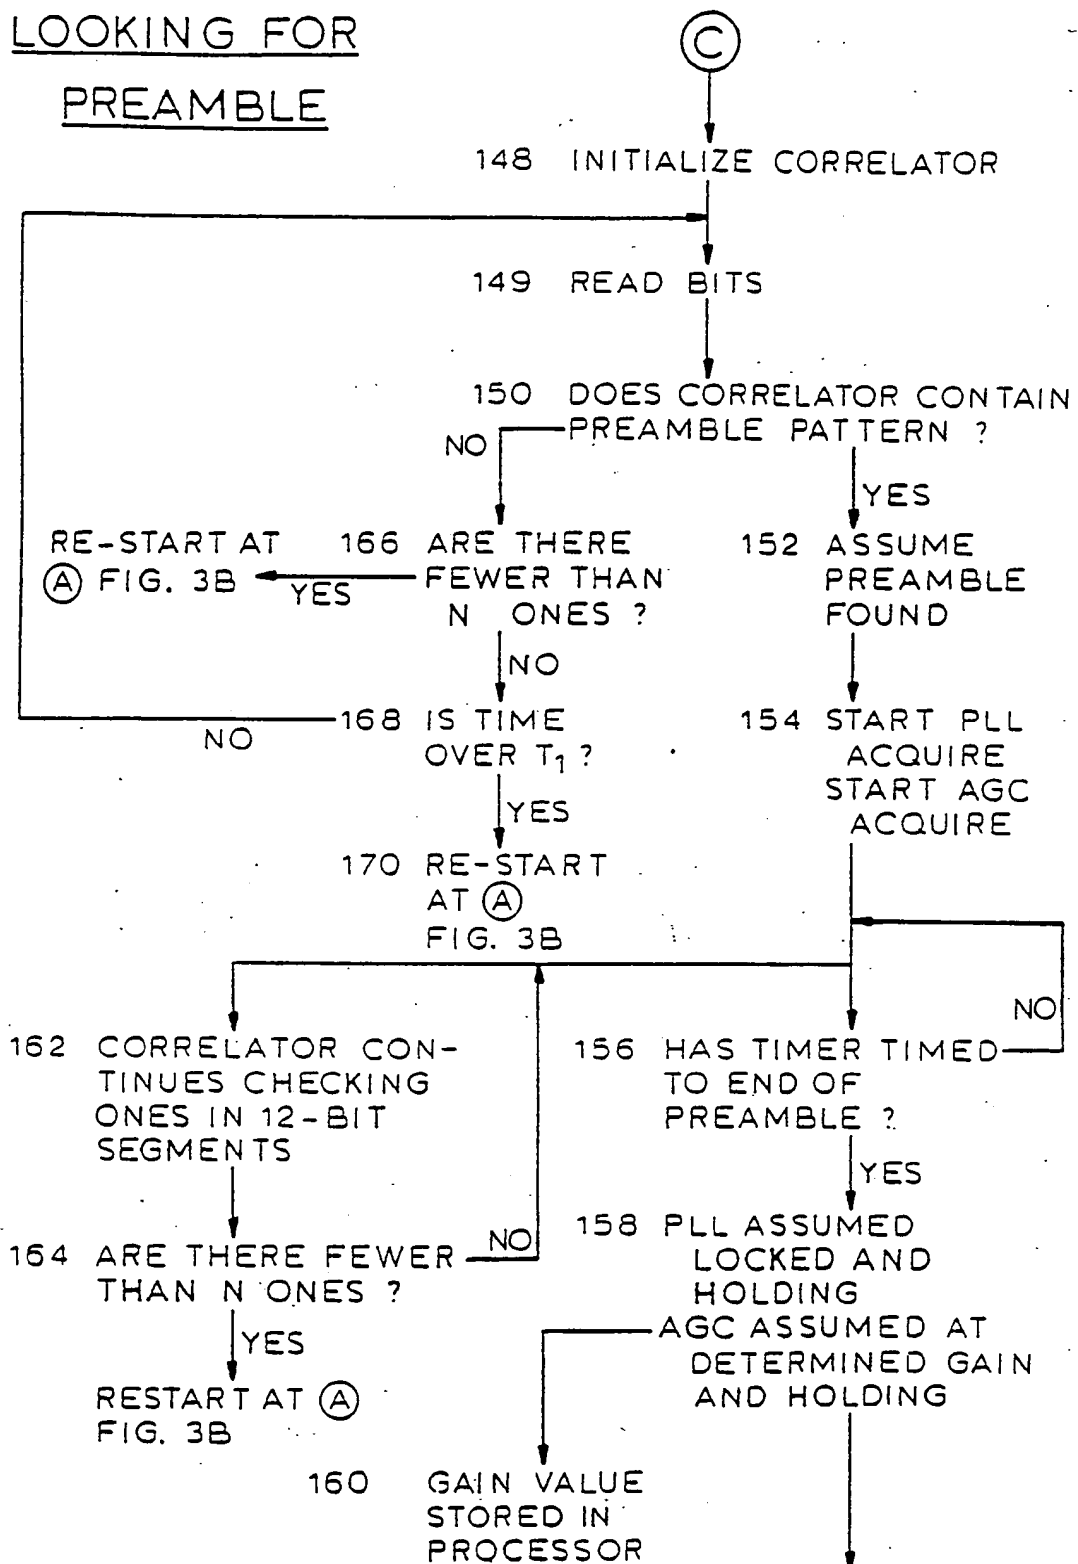 LOOKING FOR
PREAMBLE
C
148 INITIALIZE CORRELATOR
149 READ BITS
150 DOES CORRELATOR CONTAIN
PREAMBLE PATTERN ?
NO
YES
RE-START AT
A FIG. 3B
YES
166 ARE THERE
FEWER THAN
N ONES ?
152 ASSUME
PREAMBLE
FOUND
NO
168 IS TIME
OVER T1 ?
NO
YES
154 START PLL
ACQUIRE
START AGC
ACQUIRE
170 RE-START
AT A
FIG. 3B
162 CORRELATOR CON-
TINUES CHECKING
ONES IN 12-BIT
SEGMENTS
156 HAS TIMER TIMED
TO END OF
PREAMBLE ?
NO
YES
164 ARE THERE FEWER
THAN N ONES ?
NO
YES
RESTART AT A
FIG. 3B
158 PLL ASSUMED
LOCKED AND
HOLDING
AGC ASSUMED AT
DETERMINED GAIN
AND HOLDING
160 GAIN VALUE
STORED IN
PROCESSOR